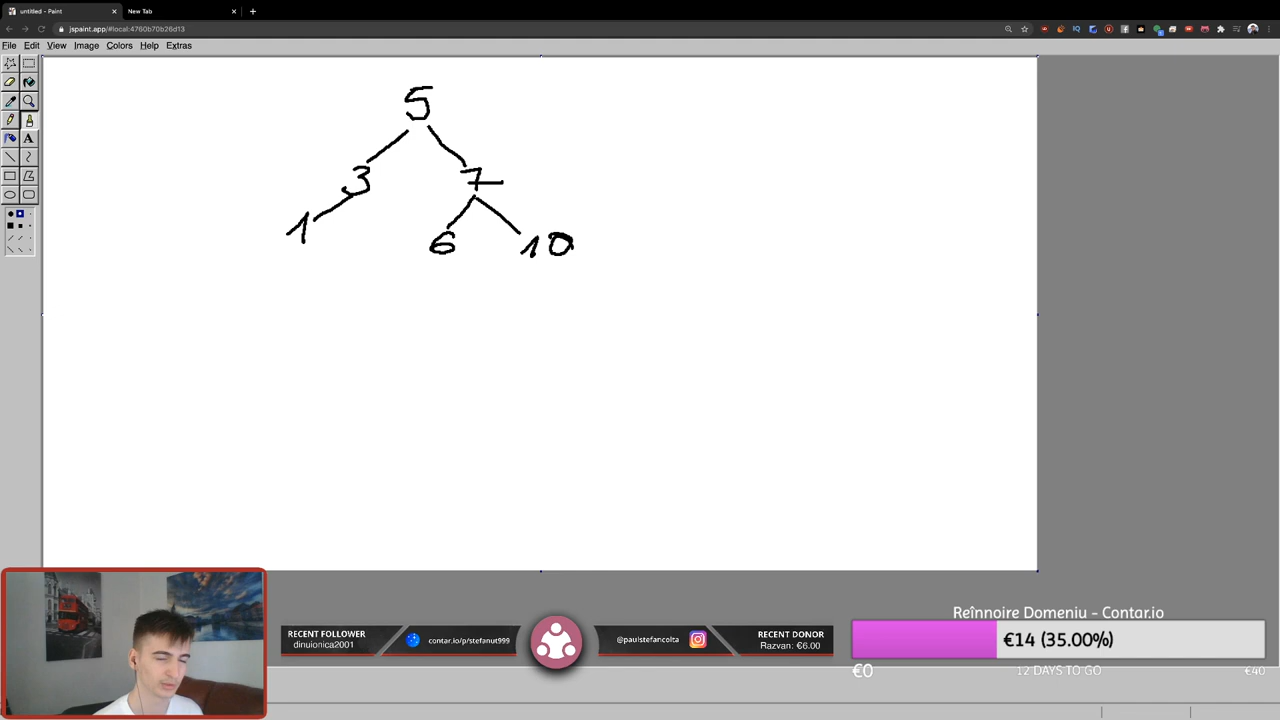 untitled - Paint
New Tab
jspaint.app/#local:4760b70b26d13
File Edit View Image Colors Help Extras
5
3 7
1 6 10
Reînnoire Domeniu - Contar.io
€14 (35.00%)
€0 12 DAYS TO GO €40
RECENT FOLLOWER
dinuionica2001
contar.io/p/stefanut999
@paulstefancolta
RECENT DONOR
Razvan: €6.00